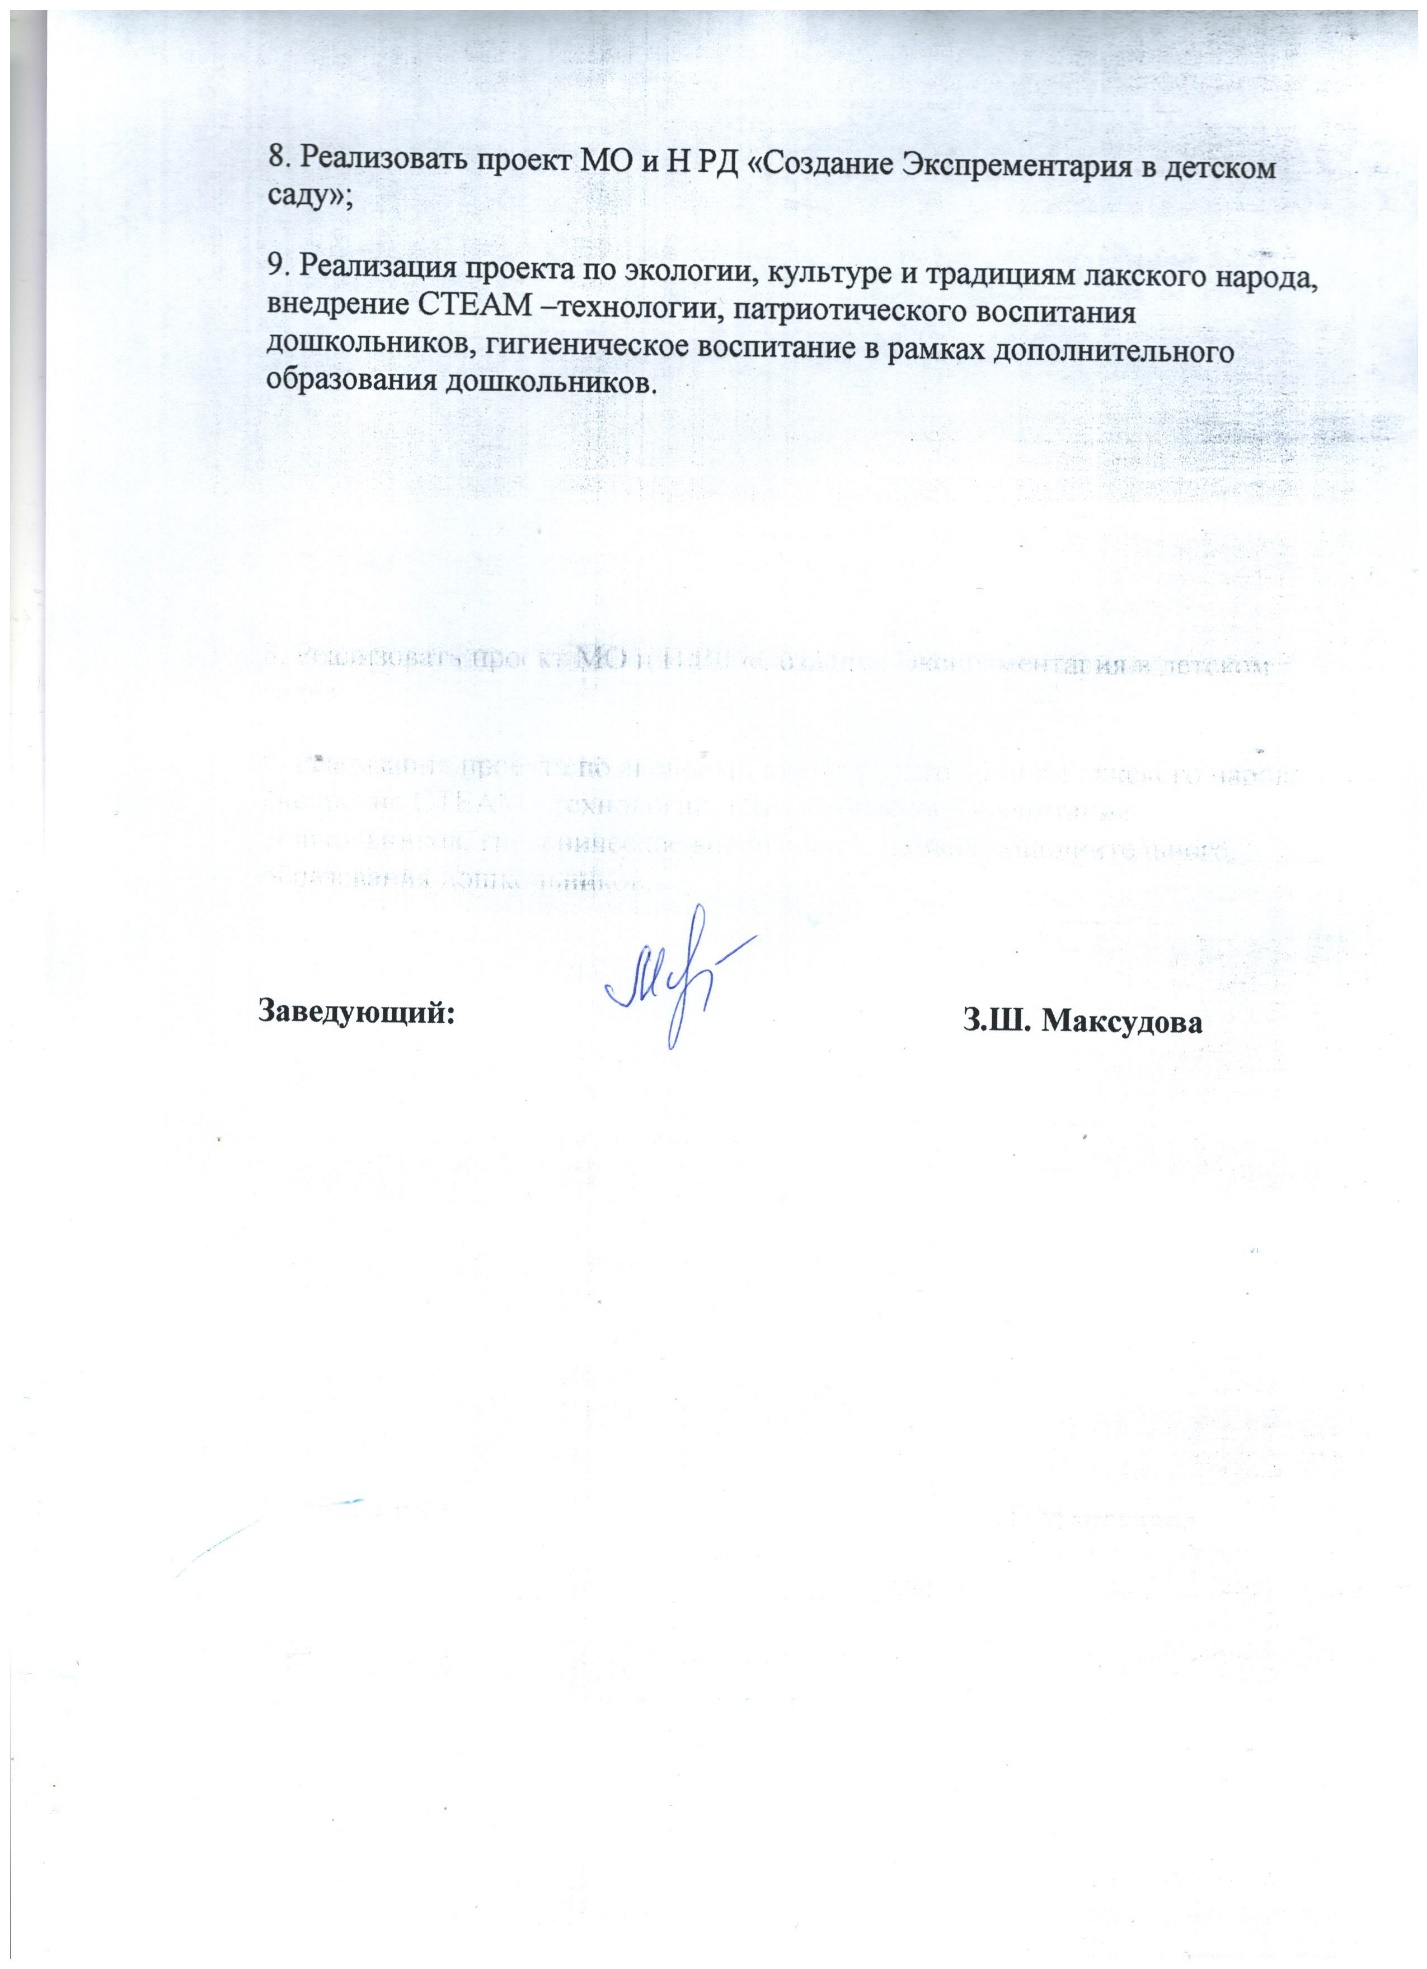 8. Реализовать проект МО и Н РД «Создание Экспрементария в детском
саду»;
9. Реализация проекта по экологии, культуре и традициям лакского народа,
внедрение СТЕАМ –технологии, патриотического воспитания
дошкольников, гигиеническое воспитание в рамках дополнительного
образования дошкольников.
Заведующий: З.Ш. Максудова